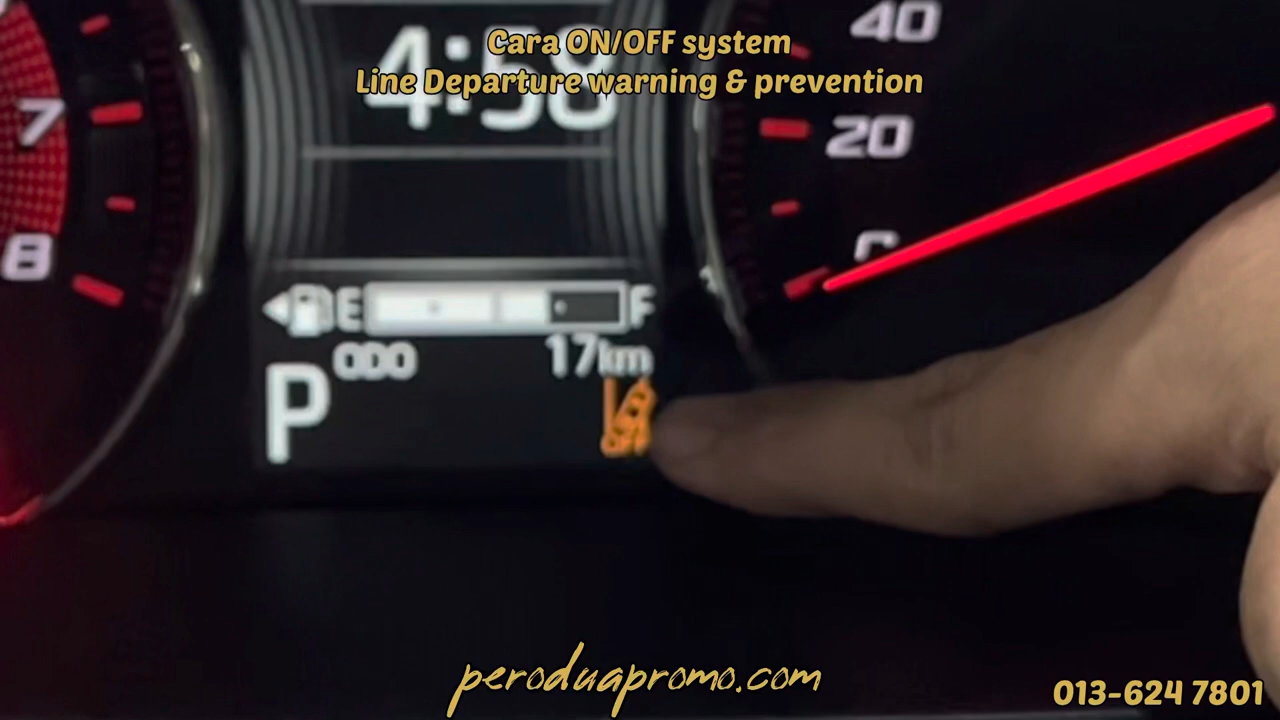 Cara ON/OFF system
Line Departure warning & prevention
4:58
40
7
20
8
E F
ODO 17km
P
OFF
peroduapromo.com
013-624 7801